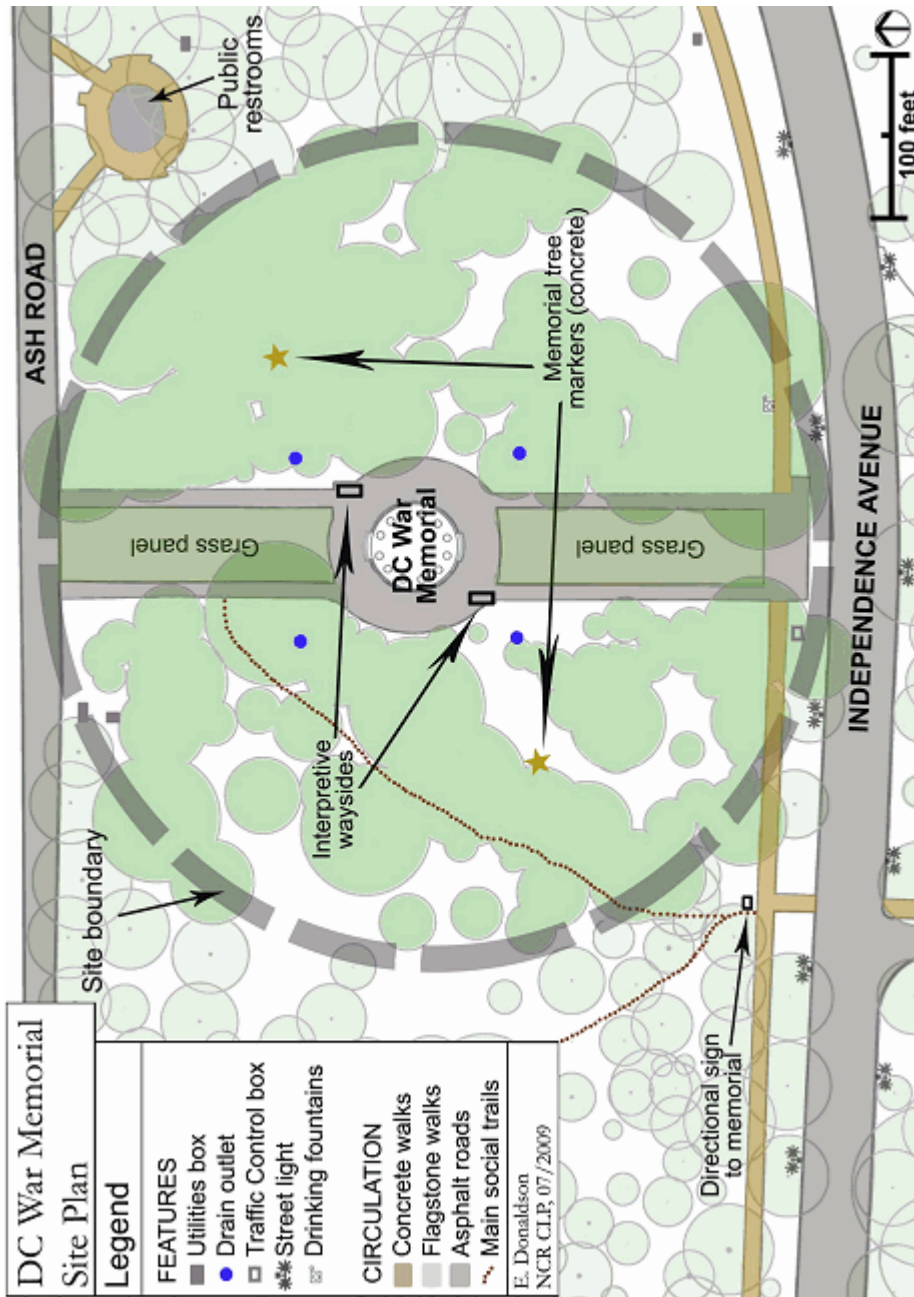 DC War Memorial
Site Plan
Legend
FEATURES
Utilities box
Drain outlet
Traffic Control box
Street light
Drinking fountains
CIRCULATION
Concrete walks
Flagstone walks
Asphalt roads
Main social trails
E. Donaldson
NCR CLP, 07/2009
Site boundary
ASH ROAD
Public
restrooms
Interpretive
waysides
Grass panel
DC War
Memorial
Grass panel
Memorial tree
markers (concrete)
Directional sign
to memorial
INDEPENDENCE AVENUE
100 feet